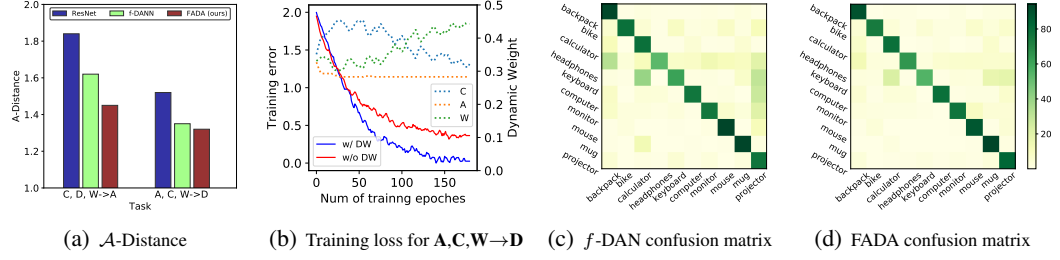 ResNet
f-DANN
FADA (ours)
2.0
1.8
1.6
1.4
1.2
1.0
A-Distance
C, D, W->A
A, C, W->D
Task
(a) A-Distance
2.0
1.5
1.0
0.5
0.0
Training error
0.5
0.4
0.3
0.2
0.1
0.0
Dynamic Weight
C
A
W
w/ DW
w/o DW
0
50
100
150
Num of trainng epoches
(b) Training loss for A,C,W→D
backpack
bike
calculator
headphones
keyboard
computer
monitor
mouse
mug
projector
backpack
bike
calculator
headphones
keyboard
computer
monitor
mouse
mug
projector
(c) f-DAN confusion matrix
backpack
bike
calculator
headphones
keyboard
computer
monitor
mouse
mug
projector
backpack
bike
calculator
headphones
keyboard
computer
monitor
mouse
mug
projector
80
60
40
20
(d) FADA confusion matrix